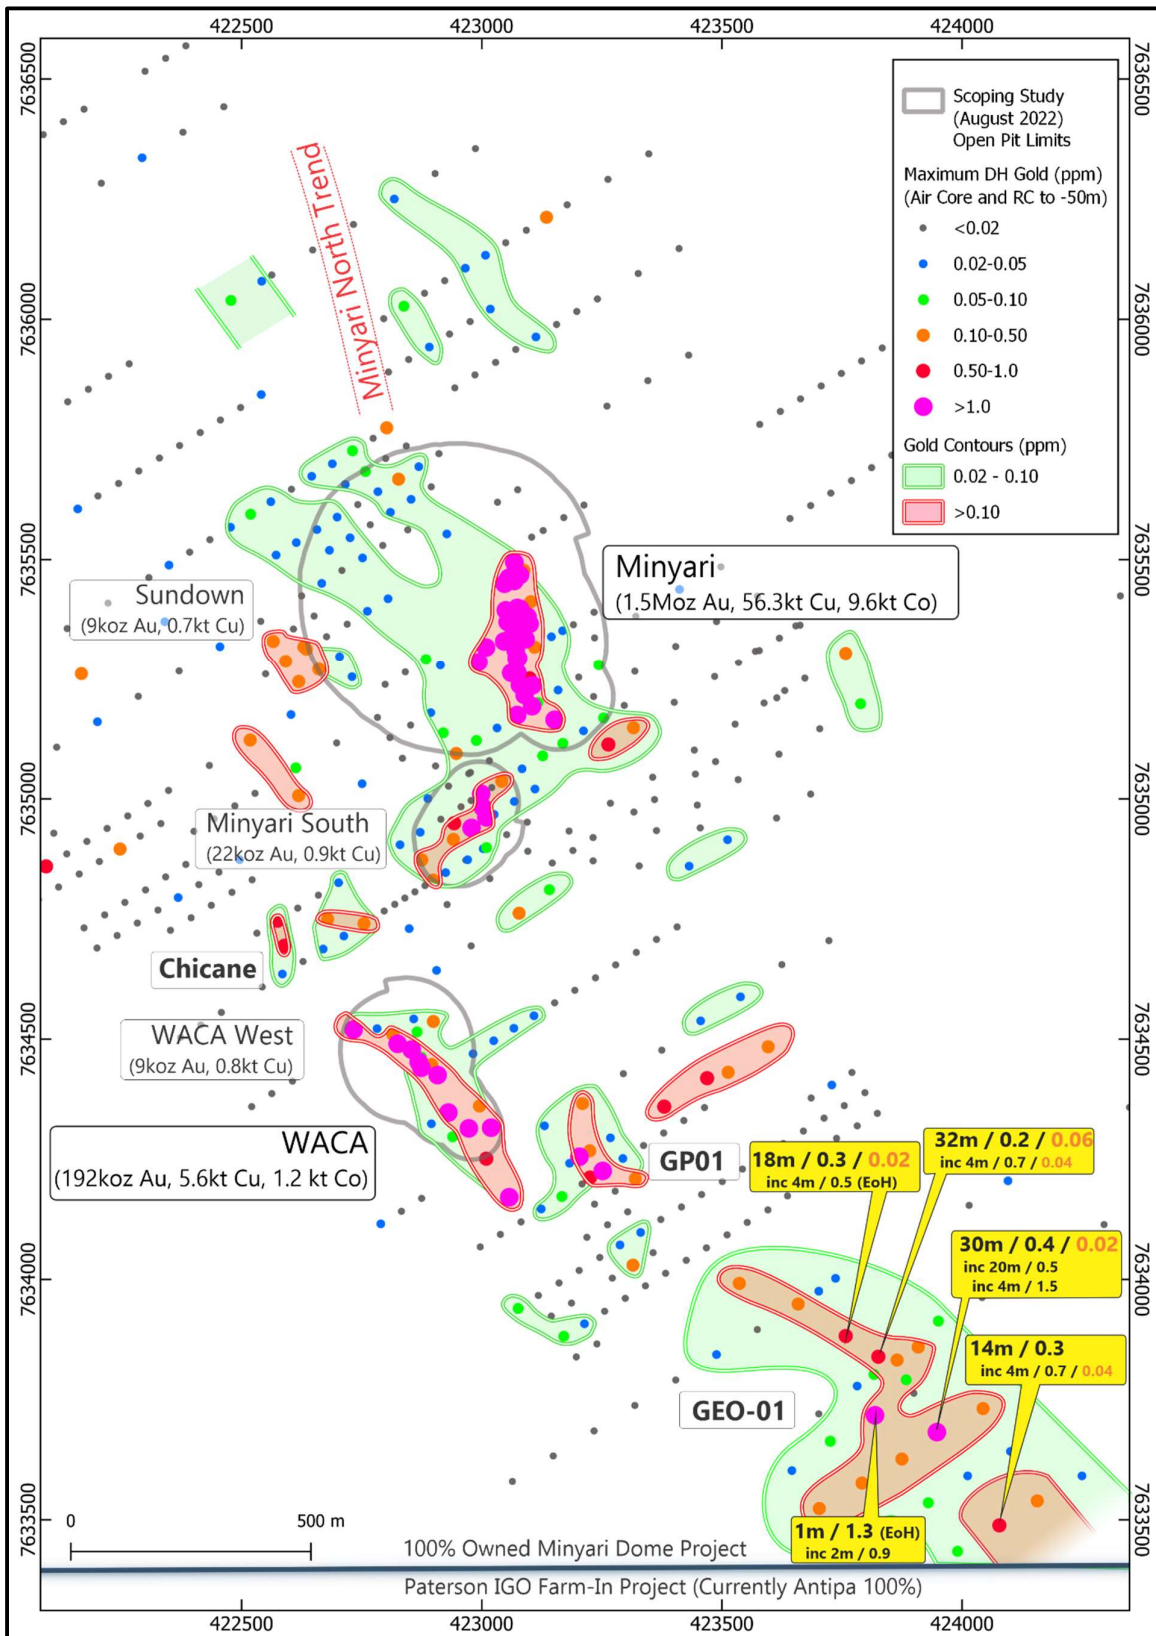 422500
423000
423500
424000
7636500
7636500
Scoping Study
(August 2022)
Open Pit Limits
Maximum DH Gold (ppm)
(Air Core and RC to -50m)
<0.02
0.02-0.05
0.05-0.10
0.10-0.50
0.50-1.0
>1.0
Gold Contours (ppm)
0.02 - 0.10
>0.10
Minyari North Trend
7636000
7636000
7635500
7635500
Minyari
(1.5Moz Au, 56.3kt Cu, 9.6kt Co)
Sundown
(9koz Au, 0.7kt Cu)
7635000
7635000
Minyari South
(22koz Au, 0.9kt Cu)
Chicane
WACA West
(9koz Au, 0.8kt Cu)
7634500
7634500
WACA
(192koz Au, 5.6kt Cu, 1.2 kt Co)
GP01
18m / 0.3 / 0.02
inc 4m / 0.5 (EoH)
32m / 0.2 / 0.06
inc 4m / 0.7 / 0.04
30m / 0.4 / 0.02
inc 20m / 0.5
inc 4m / 1.5
7634000
7634000
14m / 0.3
inc 4m / 0.7 / 0.04
GEO-01
1m / 1.3 (EoH)
inc 2m / 0.9
7633500
7633500
0
500 m
100% Owned Minyari Dome Project
Paterson IGO Farm-In Project (Currently Antipa 100%)
422500
423000
423500
424000